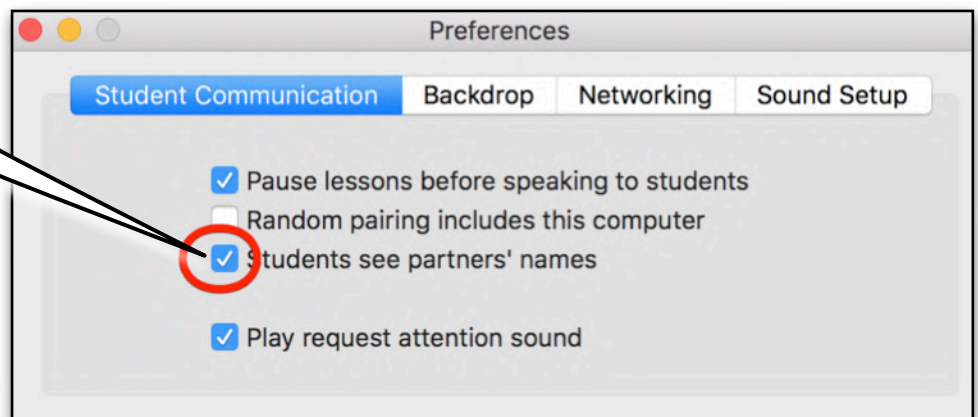 Preferences
Student Communication Backdrop Networking Sound Setup
Pause lessons before speaking to students
Random pairing includes this computer
Students see partners' names
Play request attention sound